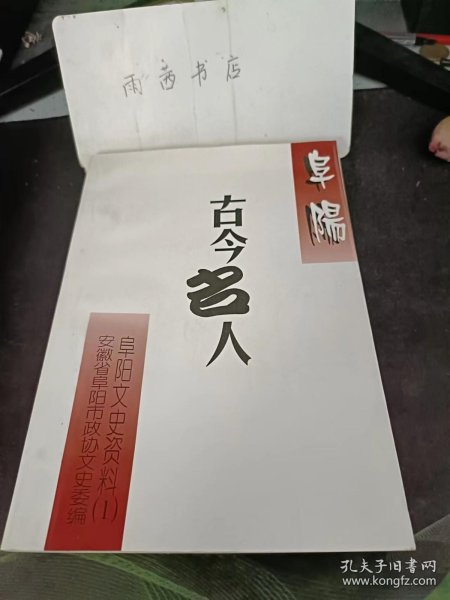 雨茜书店
阜陽
古今名人
阜阳文史资料(1)
安徽省阜阳市政协文史委编
孔夫子旧书网
www.kongfz.com